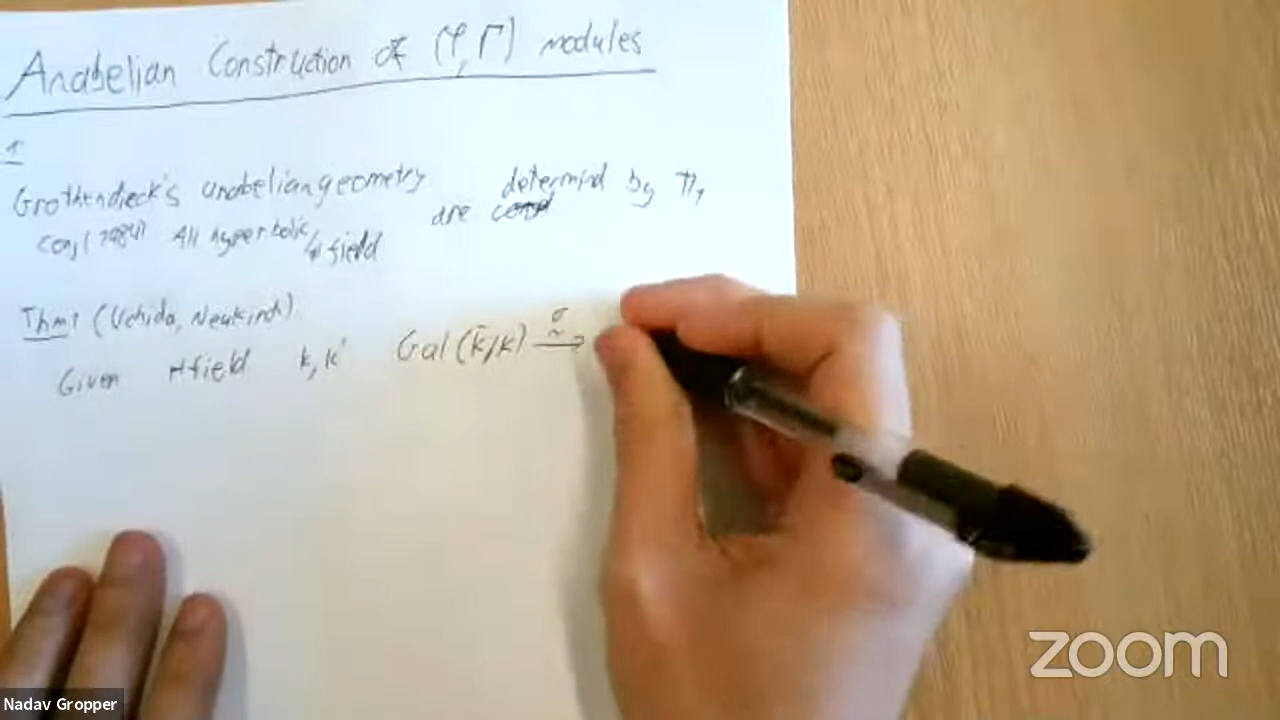 Anabelian Construction of (φ,Γ) modules
1
Grothendieck's anabelian geometry
conj (1984) All hyperbolic / # field are determind by π₁
Thm: (Uchida, Neukirch)
Given #field k, k' Gal(k̄/k) →
σ
~
zoom
Nadav Gropper